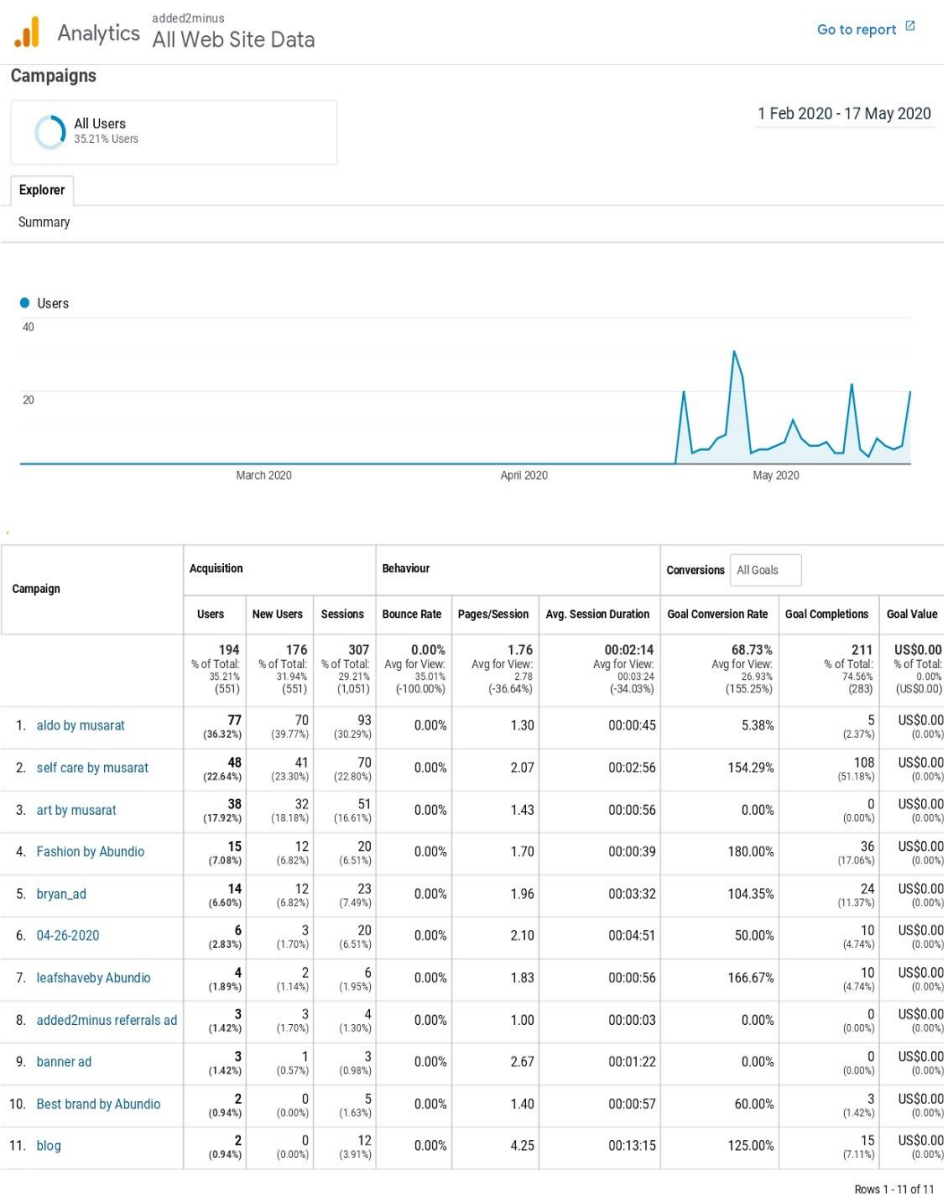 added2minus
Analytics All Web Site Data
Go to report
Campaigns
All Users
35.21% Users
1 Feb 2020 - 17 May 2020
Explorer
Summary
Users
40
20
March 2020 April 2020 May 2020
Campaign Acquisition Behaviour Conversions All Goals
Users New Users Sessions Bounce Rate Pages/Session Avg. Session Duration Goal Conversion Rate Goal Completions Goal Value
194 176 307 0.00% 1.76 00:02:14 68.73% 211 US$0.00
% of Total: % of Total: % of Total: Avg for View: Avg for View: Avg for View: Avg for View: % of Total: % of Total:
35.21% 31.94% 29.21% 35.01% 2.78 00:03:24 26.93% 74.56% 0.00%
(551) (551) (1,051) (-100.00%) (-36.64%) (-34.03%) (155.25%) (283) (US$0.00)
1. aldo by musarat 77 70 93 0.00% 1.30 00:00:45 5.38% 5 US$0.00
(36.32%) (39.77%) (30.29%) (2.37%) (0.00%)
2. self care by musarat 48 41 70 0.00% 2.07 00:02:56 154.29% 108 US$0.00
(22.64%) (23.30%) (22.80%) (51.18%) (0.00%)
3. art by musarat 38 32 51 0.00% 1.43 00:00:56 0.00% 0 US$0.00
(17.92%) (18.18%) (16.61%) (0.00%) (0.00%)
4. Fashion by Abundio 15 12 20 0.00% 1.70 00:00:39 180.00% 36 US$0.00
(7.08%) (6.82%) (6.51%) (17.06%) (0.00%)
5. bryan_ad 14 12 23 0.00% 1.96 00:03:32 104.35% 24 US$0.00
(6.60%) (6.82%) (7.49%) (11.37%) (0.00%)
6. 04-26-2020 6 3 20 0.00% 2.10 00:04:51 50.00% 10 US$0.00
(2.83%) (1.70%) (6.51%) (4.74%) (0.00%)
7. leafshaveby Abundio 4 2 6 0.00% 1.83 00:00:56 166.67% 10 US$0.00
(1.89%) (1.14%) (1.95%) (4.74%) (0.00%)
8. added2minus referrals ad 3 3 4 0.00% 1.00 00:00:03 0.00% 0 US$0.00
(1.42%) (1.70%) (1.30%) (0.00%) (0.00%)
9. banner ad 3 1 3 0.00% 2.67 00:01:22 0.00% 0 US$0.00
(1.42%) (0.57%) (0.98%) (0.00%) (0.00%)
10. Best brand by Abundio 2 0 5 0.00% 1.40 00:00:57 60.00% 3 US$0.00
(0.94%) (0.00%) (1.63%) (1.42%) (0.00%)
11. blog 2 0 12 0.00% 4.25 00:13:15 125.00% 15 US$0.00
(0.94%) (0.00%) (3.91%) (7.11%) (0.00%)
Rows 1 - 11 of 11